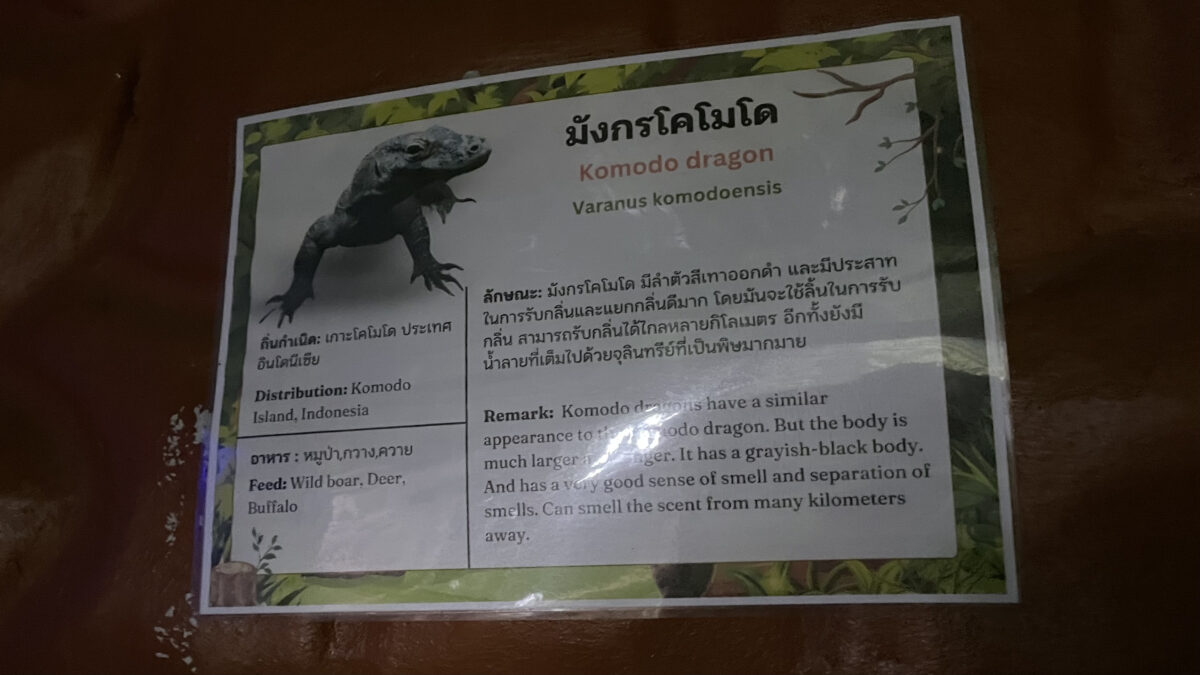 มังกรโคโมโด
Komodo dragon
Varanus komodoensis
ถิ่นกำเนิด: เกาะโคโมโด ประเทศ
อินโดนีเซีย
Distribution: Komodo
Island, Indonesia
อาหาร : หมูป่า,กวาง,ควาย
Feed: Wild boar, Deer,
Buffalo
ลักษณะ: มังกรโคโมโด มีลำตัวสีเทาออกดำ และมีประสาท
ในการรับกลิ่นและแยกกลิ่นดีมาก โดยมันจะใช้ลิ้นในการรับ
กลิ่น สามารถรับกลิ่นได้ไกลหลายกิโลเมตร อีกทั้งยังมี
น้ำลายที่เต็มไปด้วยจุลินทรีย์ที่เป็นพิษมากมาย
Remark: Komodo dragons have a similar
appearance to the Komodo dragon. But the body is
much larger. It has a grayish-black body.
And has a very good sense of smell and separation of
smells. Can smell the scent from many kilometers
away.